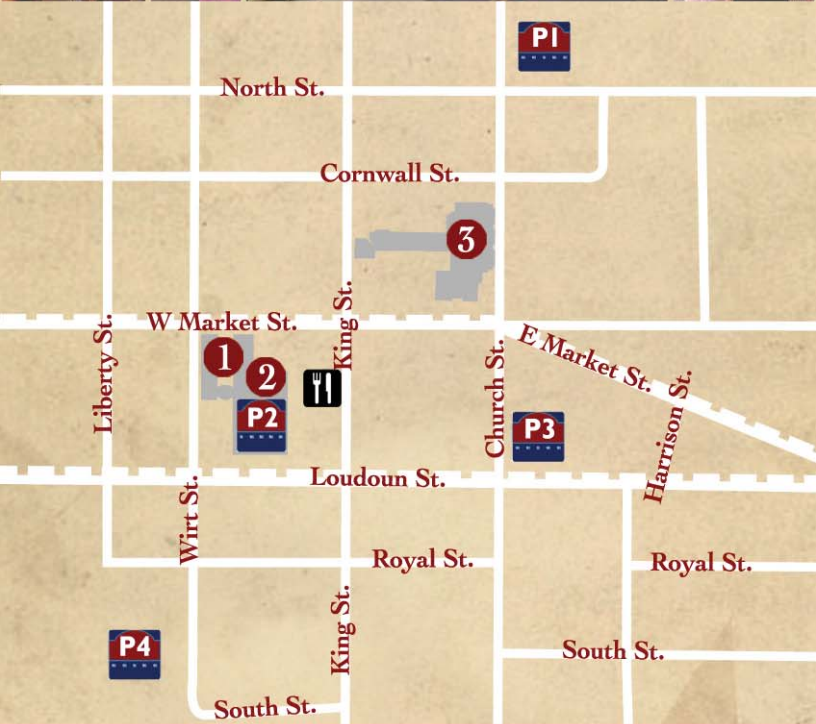 P1
North St.
Cornwall St.
3
W Market St.
King St.
E Market St.
Liberty St.
1
2
Church St.
Harrison St.
P2
P3
Loudoun St.
Wirt St.
Royal St.
Royal St.
King St.
P4
South St.
South St.